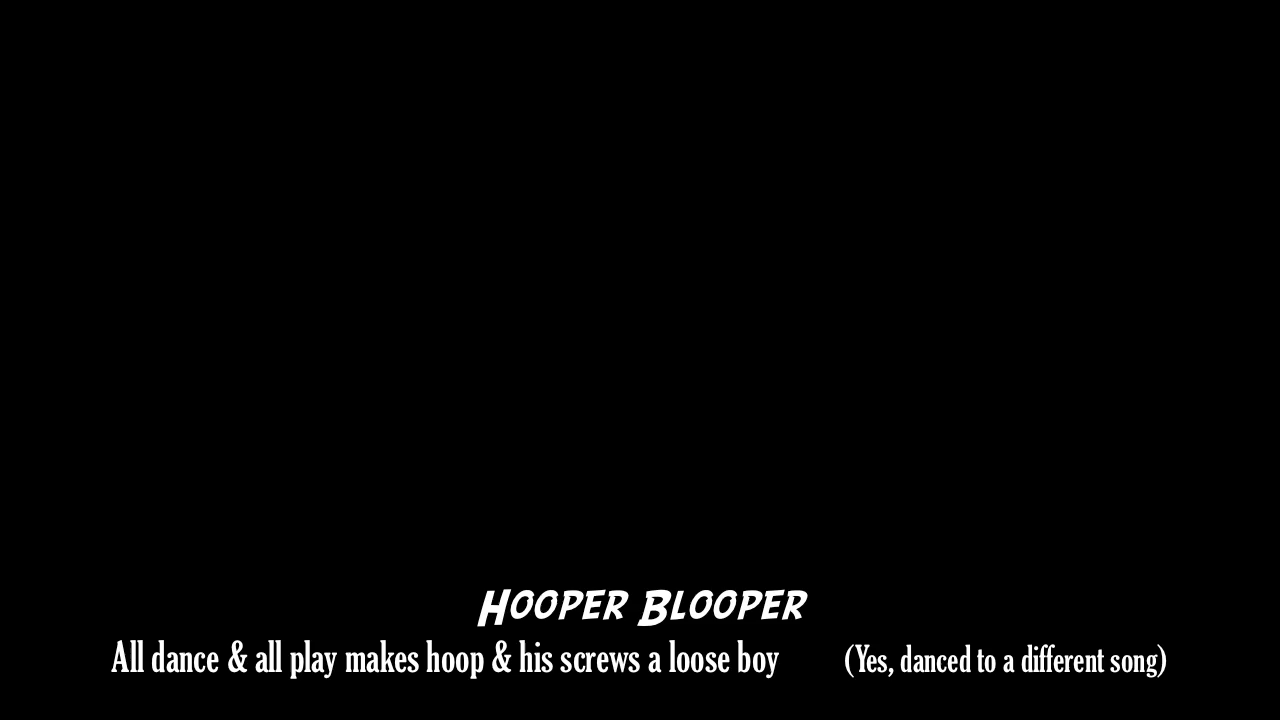 Hooper Blooper
All dance & all play makes hoop & his screws a loose boy (Yes, danced to a different song)